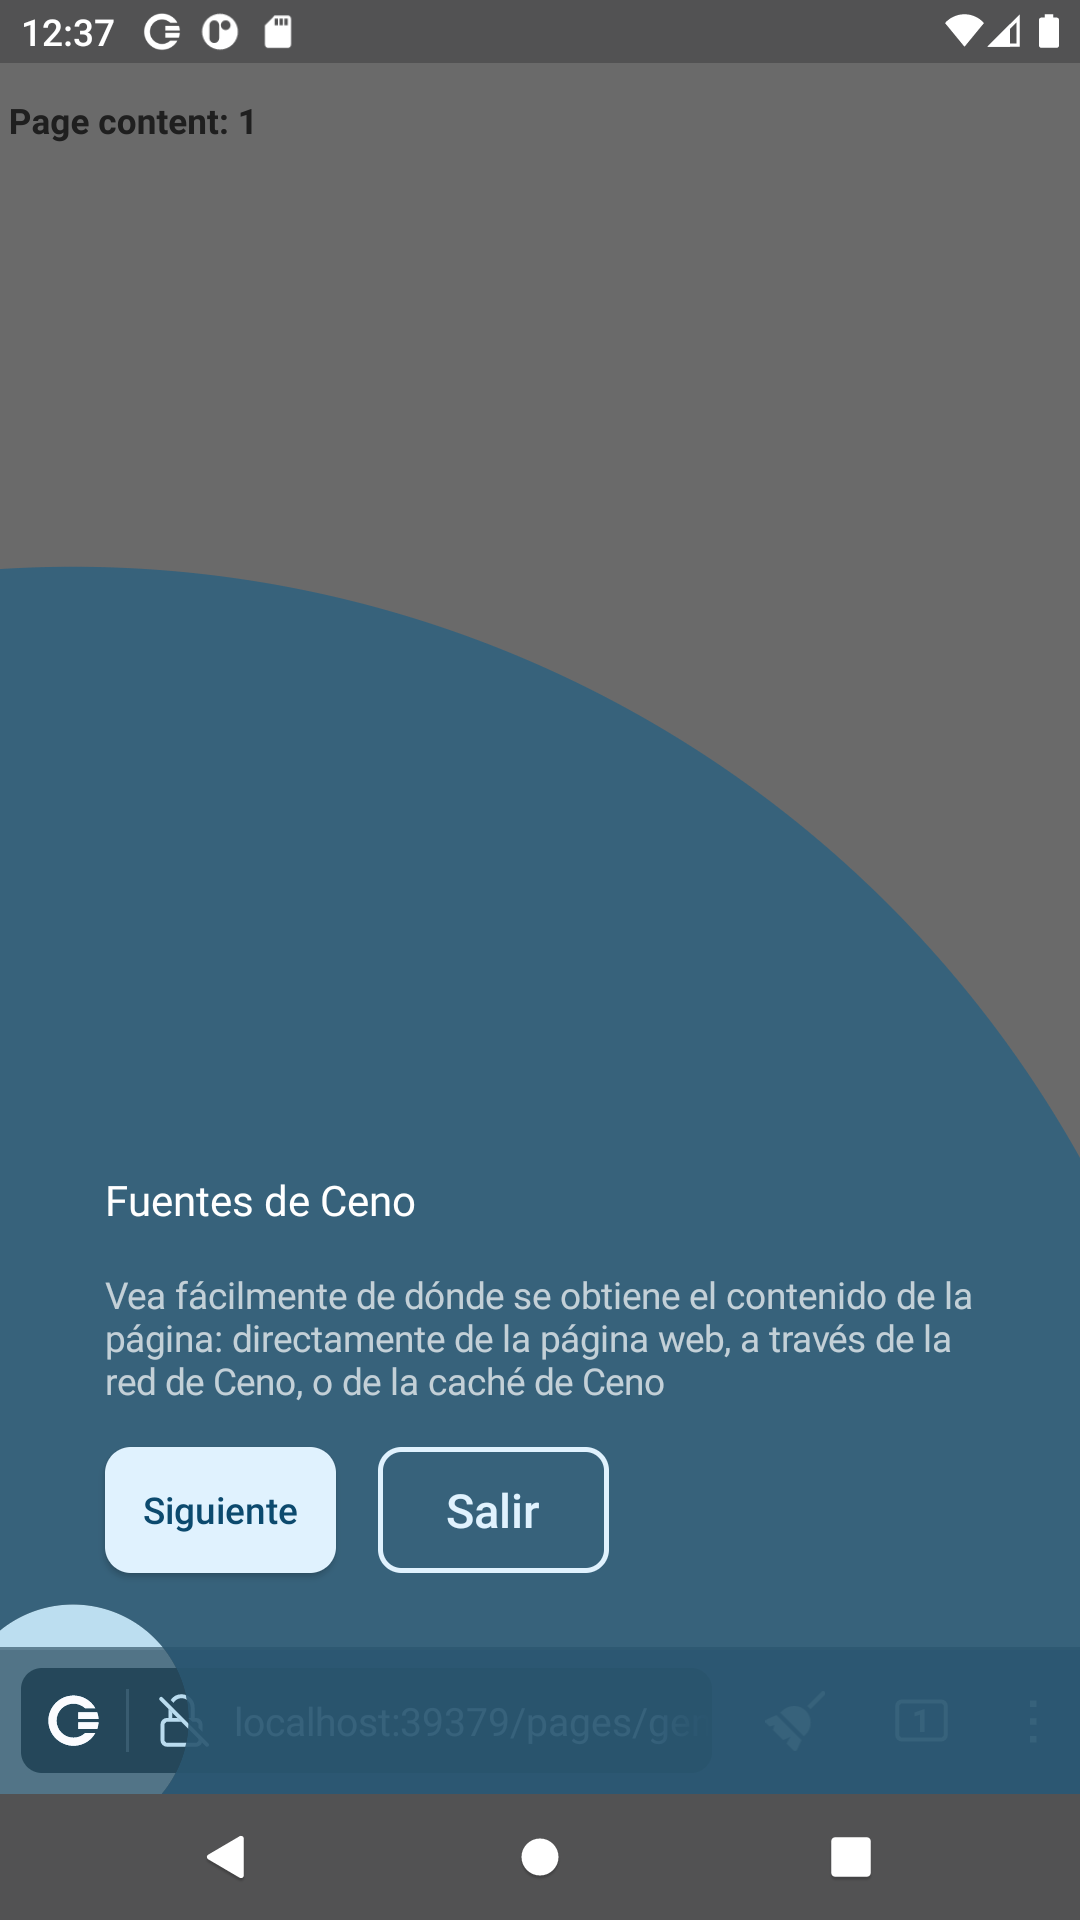 12:37
Page content: 1
Fuentes de Ceno
Vea fácilmente de dónde se obtiene el contenido de la
página: directamente de la página web, a través de la
red de Ceno, o de la caché de Ceno
Siguiente
Salir
localhost:39379/pages/ger
1